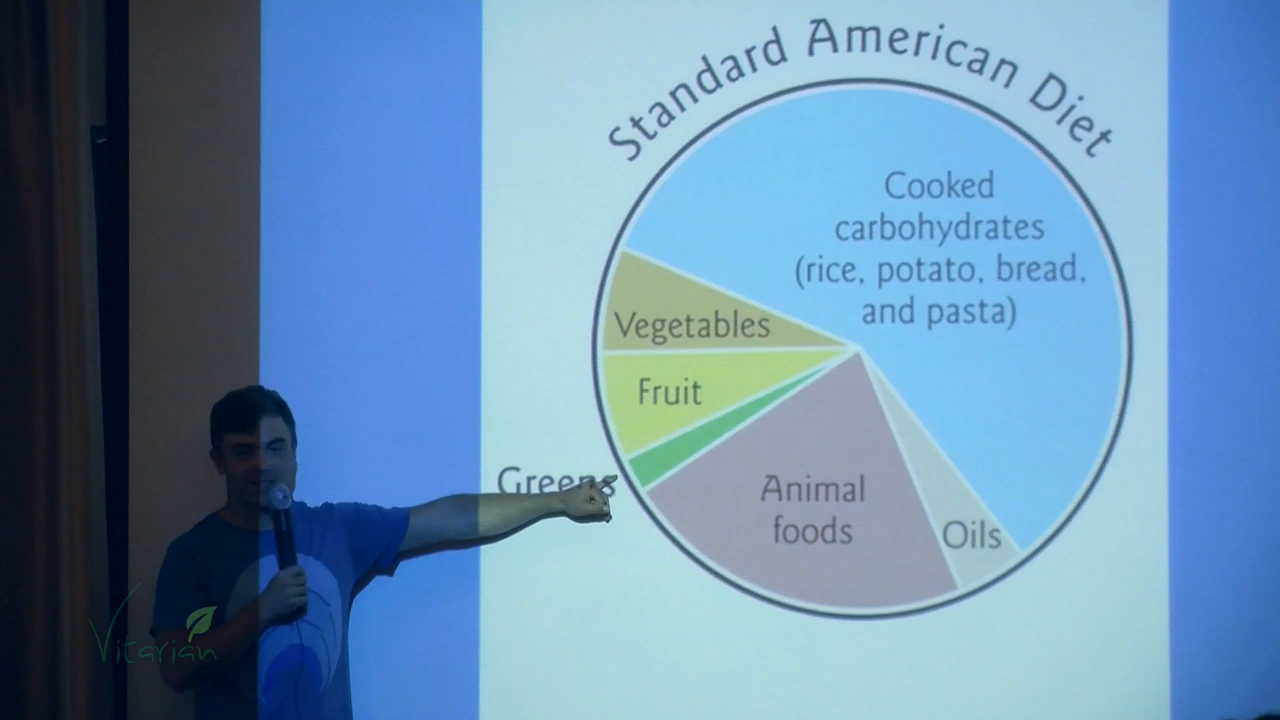 Standard American Diet
Cooked
carbohydrates
(rice, potato, bread,
and pasta)
Vegetables
Fruit
Greens
Animal
foods
Oils
Vitarian